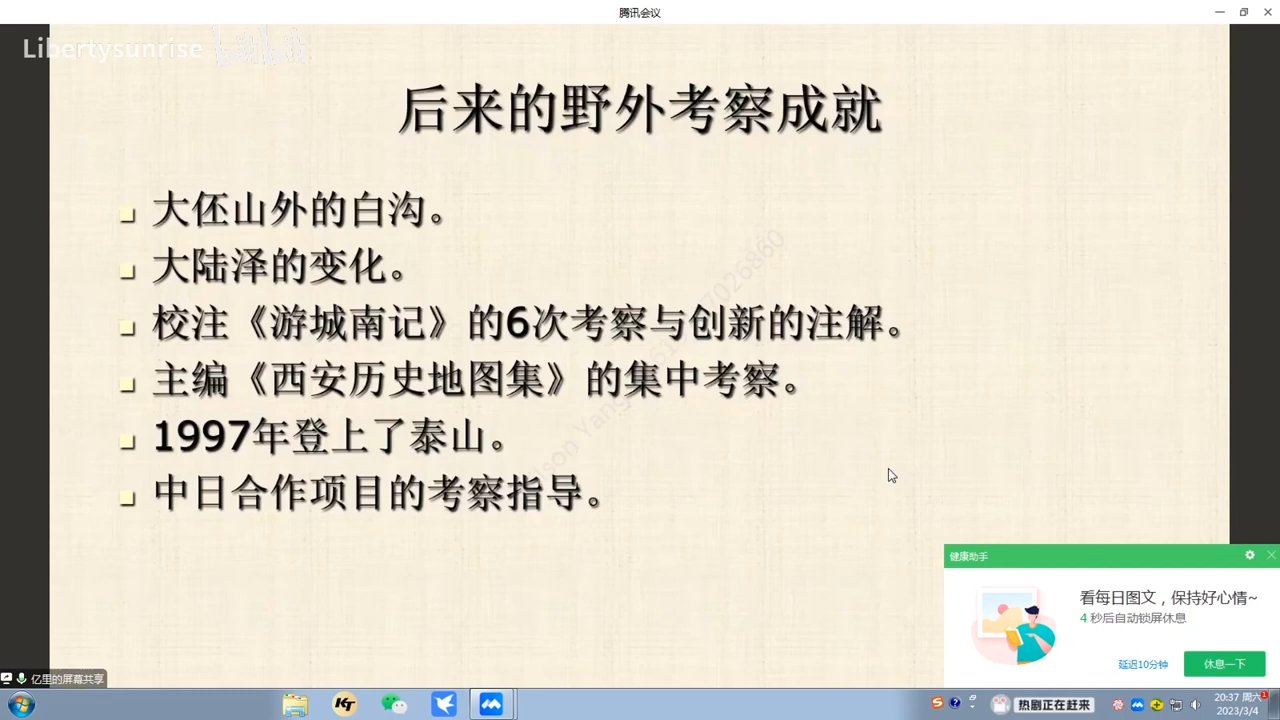 腾讯会议
Libertysunrise bilibili
后来的野外考察成就
大伾山外的白沟。
大陆泽的变化。
校注《游城南记》的6次考察与创新的注解。
主编《西安历史地图集》的集中考察。
1997年登上了泰山。
中日合作项目的考察指导。
健康助手
看每日图文，保持好心情~
4 秒后自动锁屏休息
延迟10分钟
休息一下
亿里的屏幕共享
热剧正在赶来
20:37 周六
2023/3/4